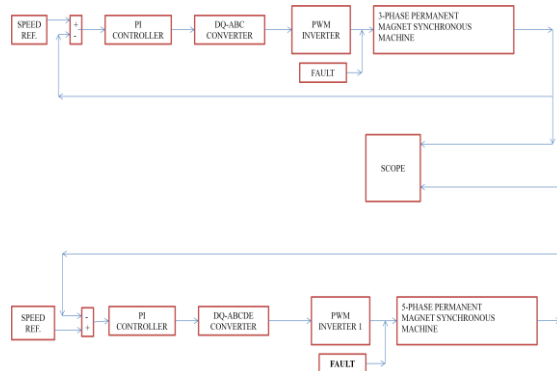 SPEED
REF.
+
-
PI
CONTROLLER
DQ-ABC
CONVERTER
PWM
INVERTER
3-PHASE PERMANENT
MAGNET SYNCHRONOUS
MACHINE
FAULT
SCOPE
SPEED
REF.
-
+
PI
CONTROLLER
DQ-ABCDE
CONVERTER
PWM
INVERTER 1
5-PHASE PERMANENT
MAGNET SYNCHRONOUS
MACHINE
FAULT